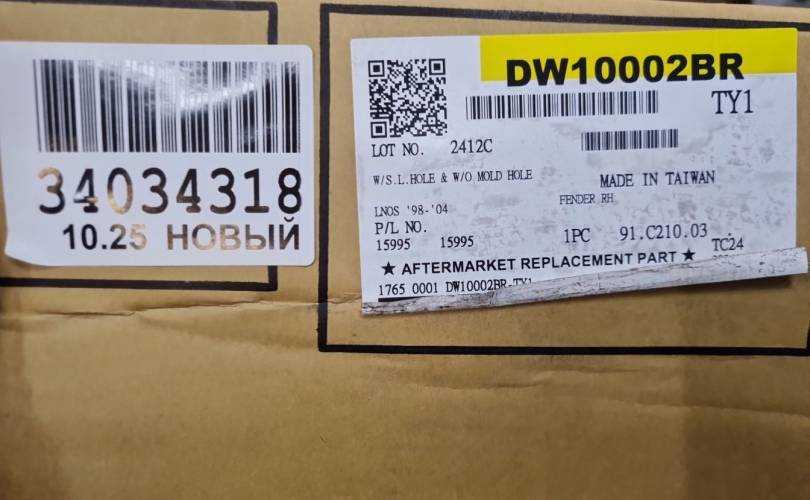 34034318
10.25 НОВЫЙ
DW10002BR
TY1
LOT NO. 2412C
W/S.L.HOLE & W/O MOLD HOLE
MADE IN TAIWAN
FENDER RH
LNOS '98-'04
P/L NO.
15995 15995 1PC 91.C210.03 TC24
★ AFTERMARKET REPLACEMENT PART ★
1765 0001 DW10002BR-TY1